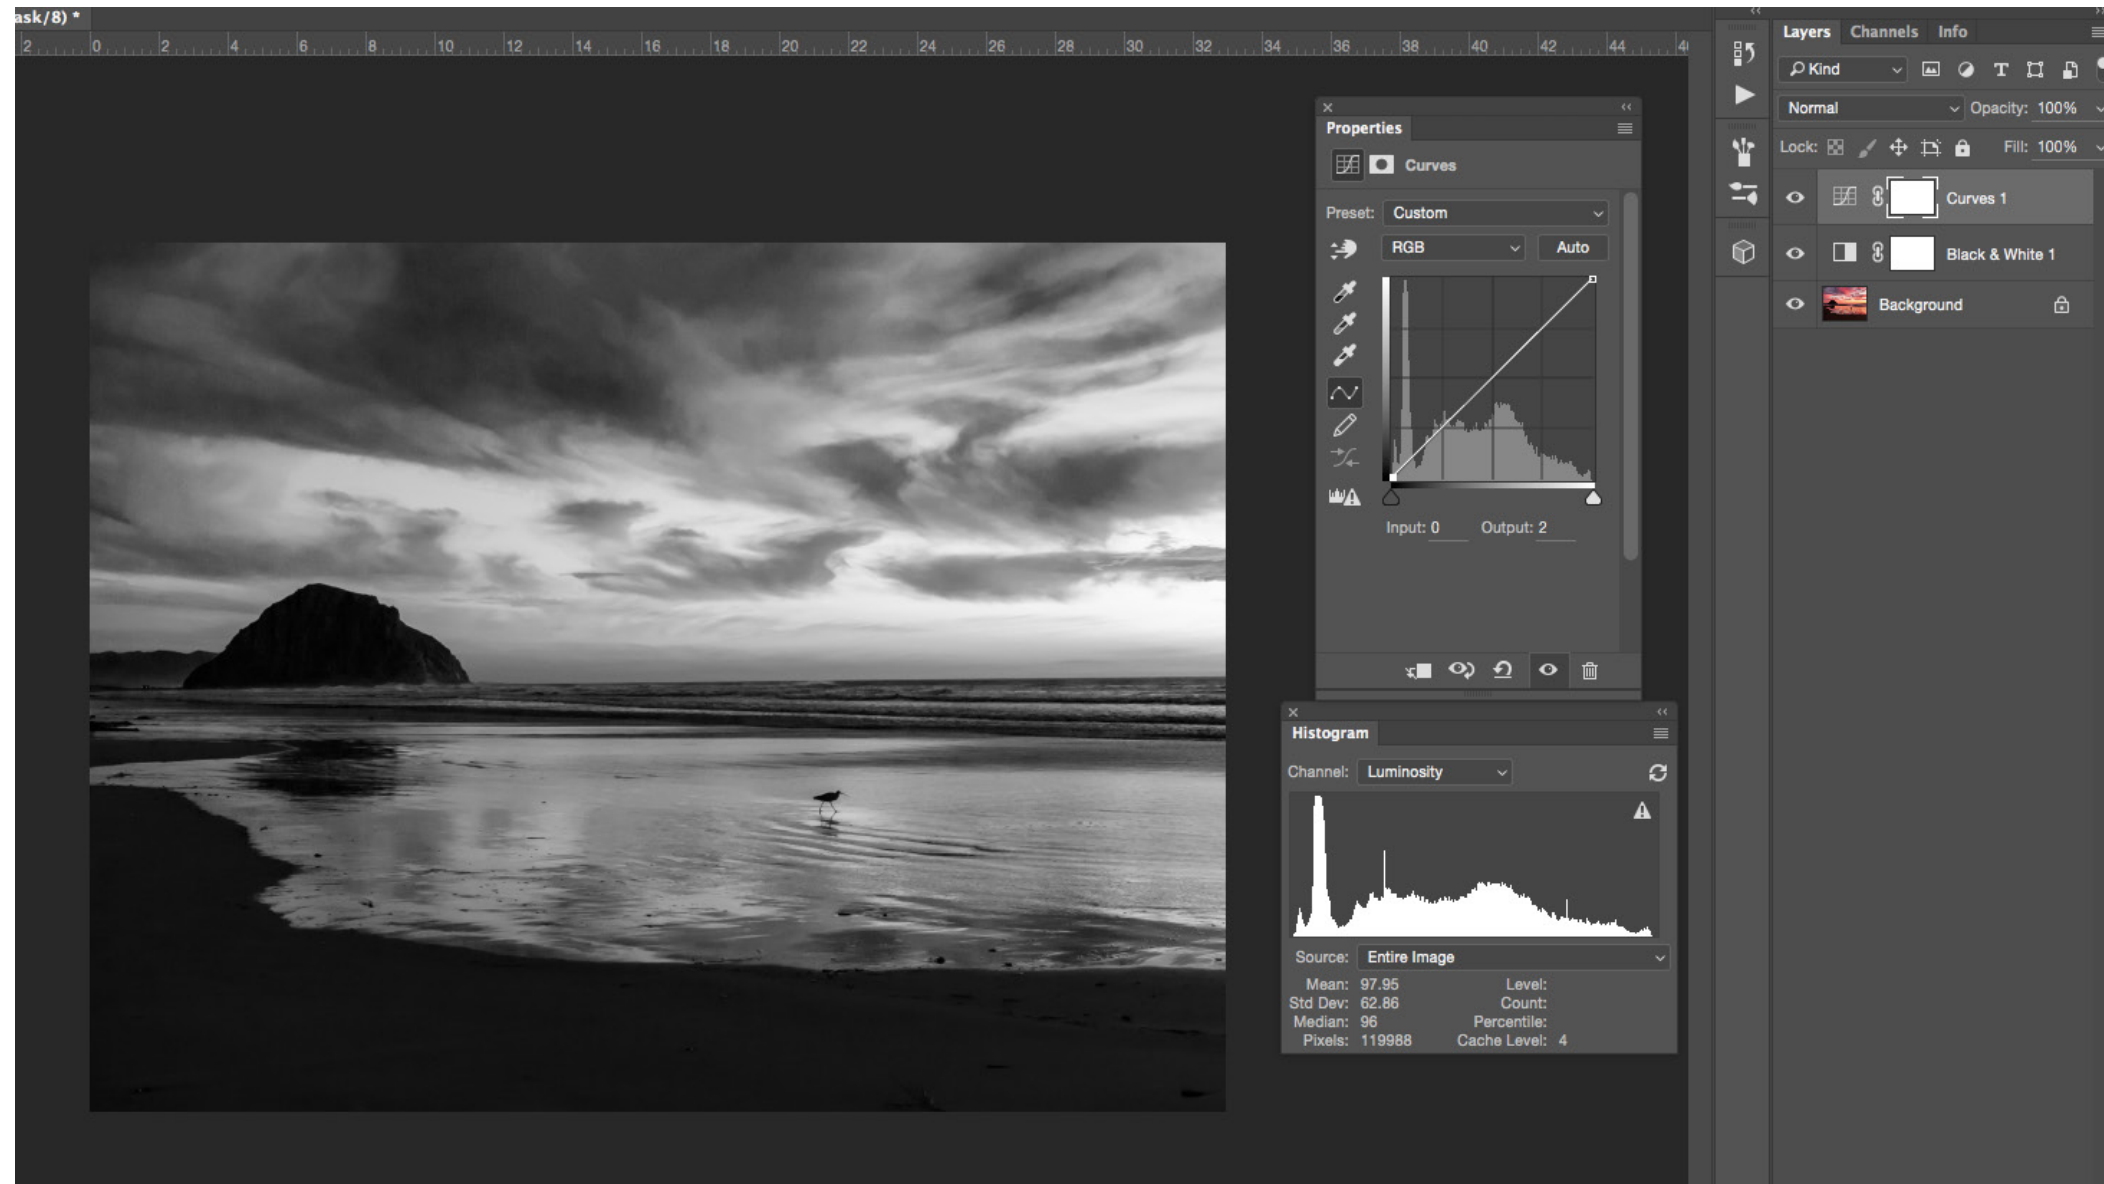 ask/8) *
2 0 2 4 6 8 10 12 14 16 18 20 22 24 26 28 30 32 34 36 38 40 42 44
Layers Channels Info
Kind
Normal Opacity: 100%
Lock: Fill: 100%
Curves 1
Black & White 1
Background
Properties
Curves
Preset: Custom
RGB Auto
Input: 0 Output: 2
Histogram
Channel: Luminosity
Source: Entire Image
Mean: 97.95 Level:
Std Dev: 62.86 Count:
Median: 96 Percentile:
Pixels: 119988 Cache Level: 4